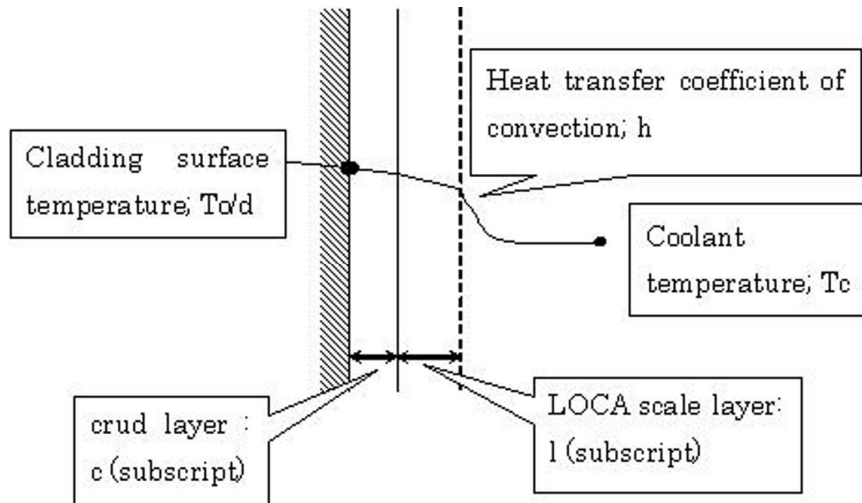 Heat transfer coefficient of
convection; h
Cladding surface
temperature; To/d
Coolant
temperature; Tc
crud layer :
c (subscript)
LOCA scale layer:
l (subscript)